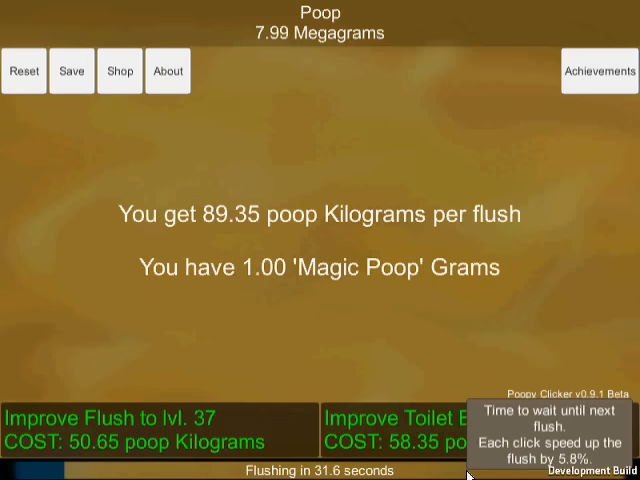 Poop
7.99 Megagrams
Reset
Save
Shop
About
Achievements
You get 89.35 poop Kilograms per flush
You have 1.00 'Magic Poop' Grams
Poopy Clicker v0.9.1 Beta
Improve Flush to lvl. 37
COST: 50.65 poop Kilograms
Improve Toilet
COST: 58.35 po
Time to wait until next
flush.
Each click speed up the
flush by 5.8%.
Flushing in 31.6 seconds
Development Build